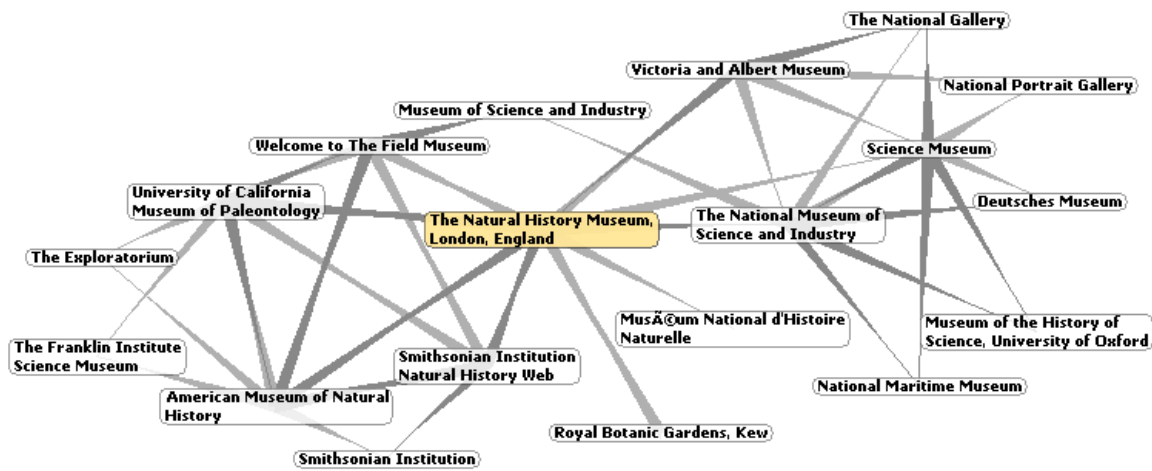 The National Gallery
Victoria and Albert Museum
National Portrait Gallery
Museum of Science and Industry
Welcome to The Field Museum
Science Museum
University of California
Museum of Paleontology
Deutsches Museum
The Natural History Museum,
London, England
The National Museum of
Science and Industry
The Exploratorium
MusÃ©um National d'Histoire
Naturelle
Museum of the History of
Science, University of Oxford
The Franklin Institute
Science Museum
Smithsonian Institution
Natural History Web
National Maritime Museum
American Museum of Natural
History
Royal Botanic Gardens, Kew
Smithsonian Institution